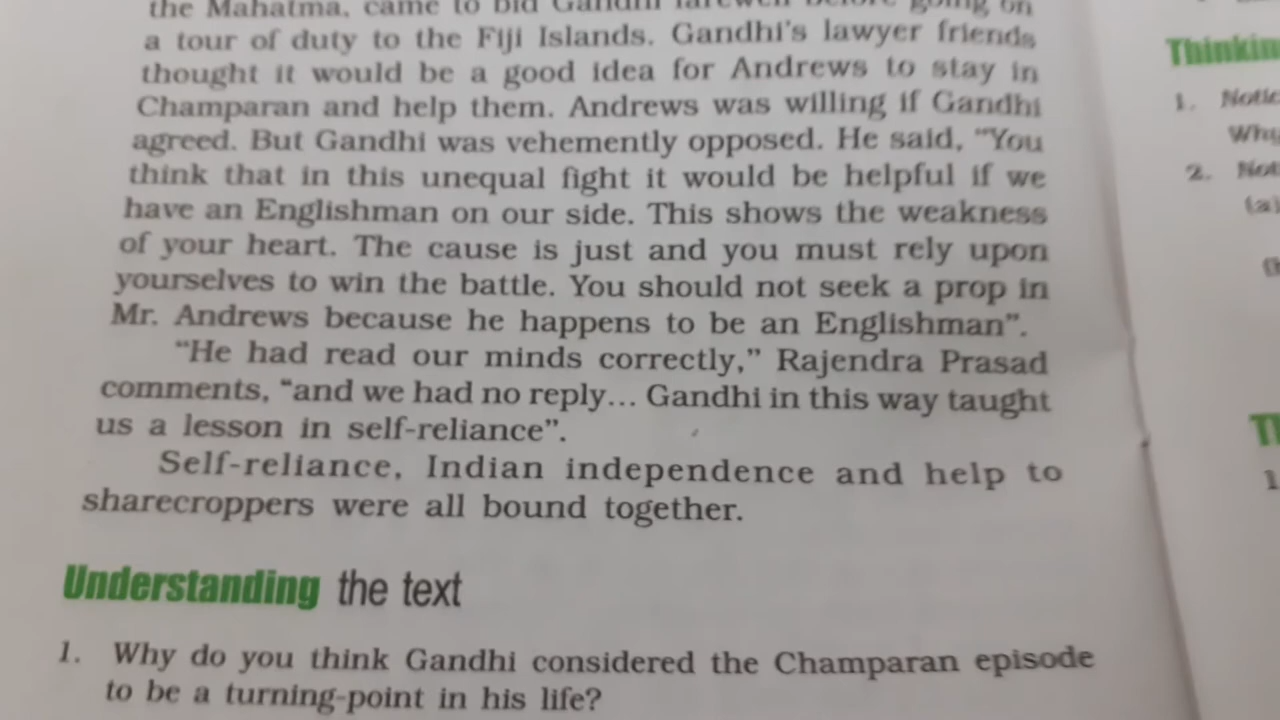 the Mahatma, came to bid Gandhi farewell before going on
a tour of duty to the Fiji Islands. Gandhi's lawyer friends
thought it would be a good idea for Andrews to stay in
Champaran and help them. Andrews was willing if Gandhi
agreed. But Gandhi was vehemently opposed. He said, “You
think that in this unequal fight it would be helpful if we
have an Englishman on our side. This shows the weakness
of your heart. The cause is just and you must rely upon
yourselves to win the battle. You should not seek a prop in
Mr. Andrews because he happens to be an Englishman”.
“He had read our minds correctly,” Rajendra Prasad
comments, “and we had no reply... Gandhi in this way taught
us a lesson in self-reliance”.
Self-reliance, Indian independence and help to
sharecroppers were all bound together.
Understanding the text
1. Why do you think Gandhi considered the Champaran episode
to be a turning-point in his life?
1.
Why
2.
(a)
1